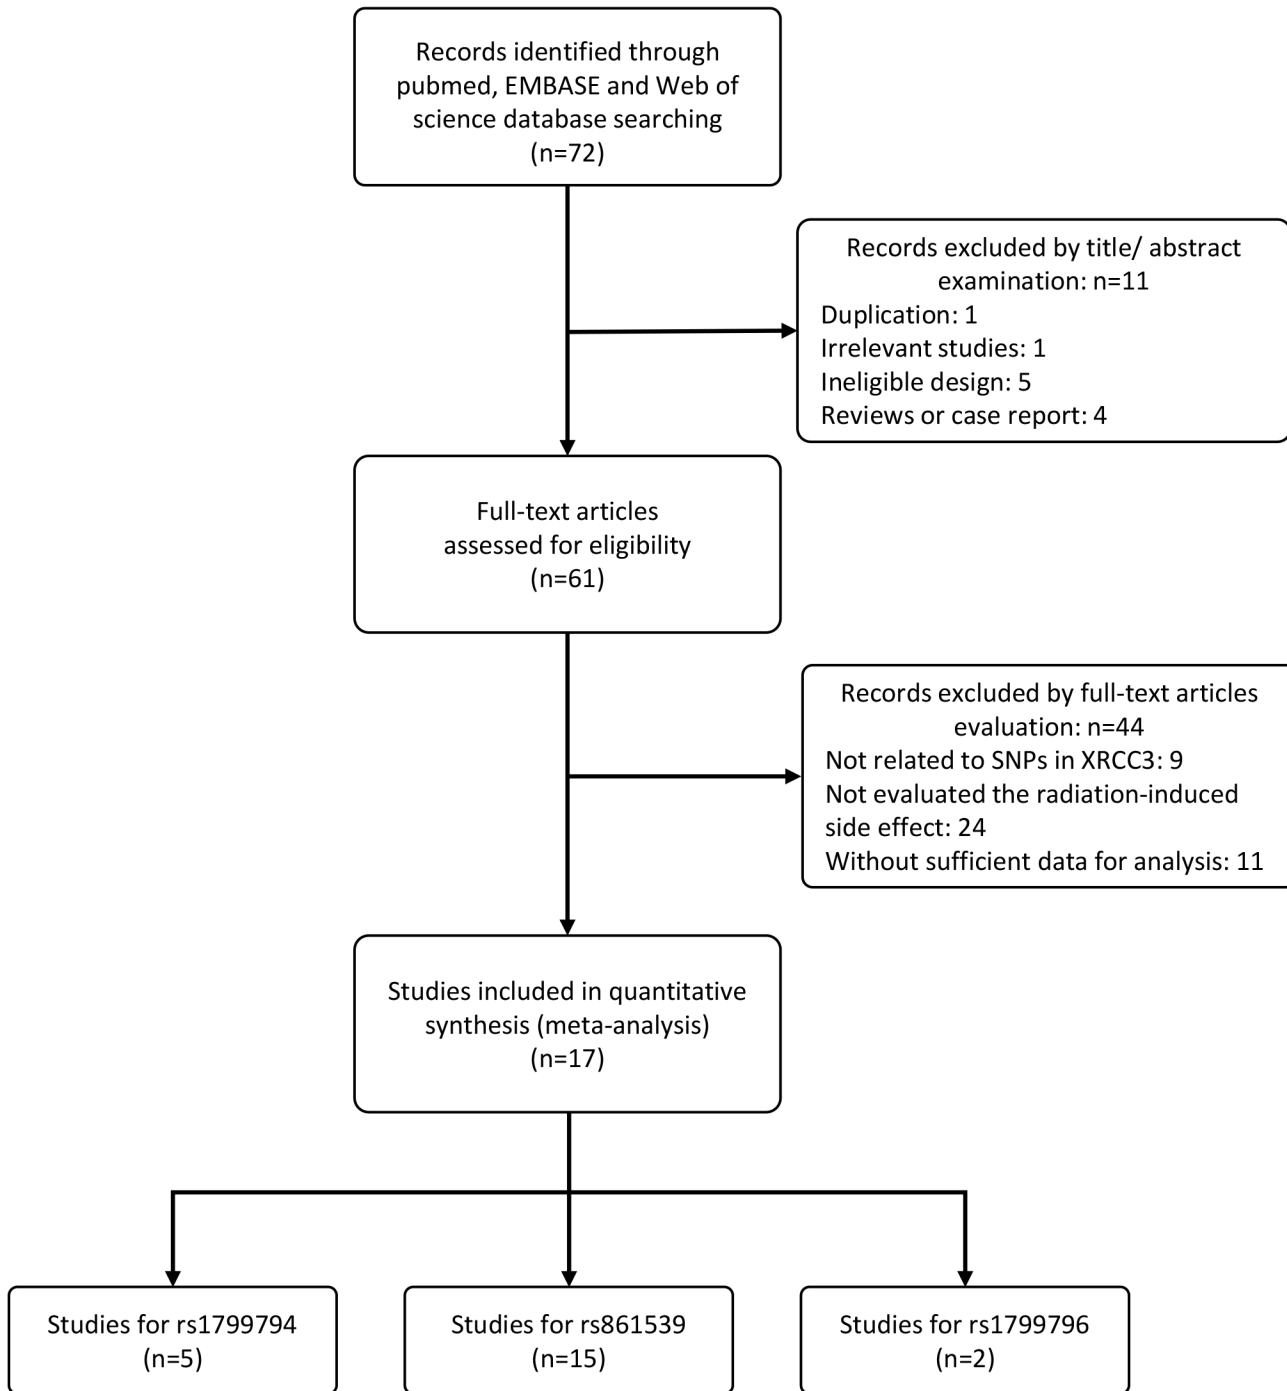 Records identified through
pubmed, EMBASE and Web of
science database searching
(n=72)
Records excluded by title/ abstract
examination: n=11
Duplication: 1
Irrelevant studies: 1
Ineligible design: 5
Reviews or case report: 4
Full-text articles
assessed for eligibility
(n=61)
Records excluded by full-text articles
evaluation: n=44
Not related to SNPs in XRCC3: 9
Not evaluated the radiation-induced
side effect: 24
Without sufficient data for analysis: 11
Studies included in quantitative
synthesis (meta-analysis)
(n=17)
Studies for rs1799794
(n=5)
Studies for rs861539
(n=15)
Studies for rs1799796
(n=2)